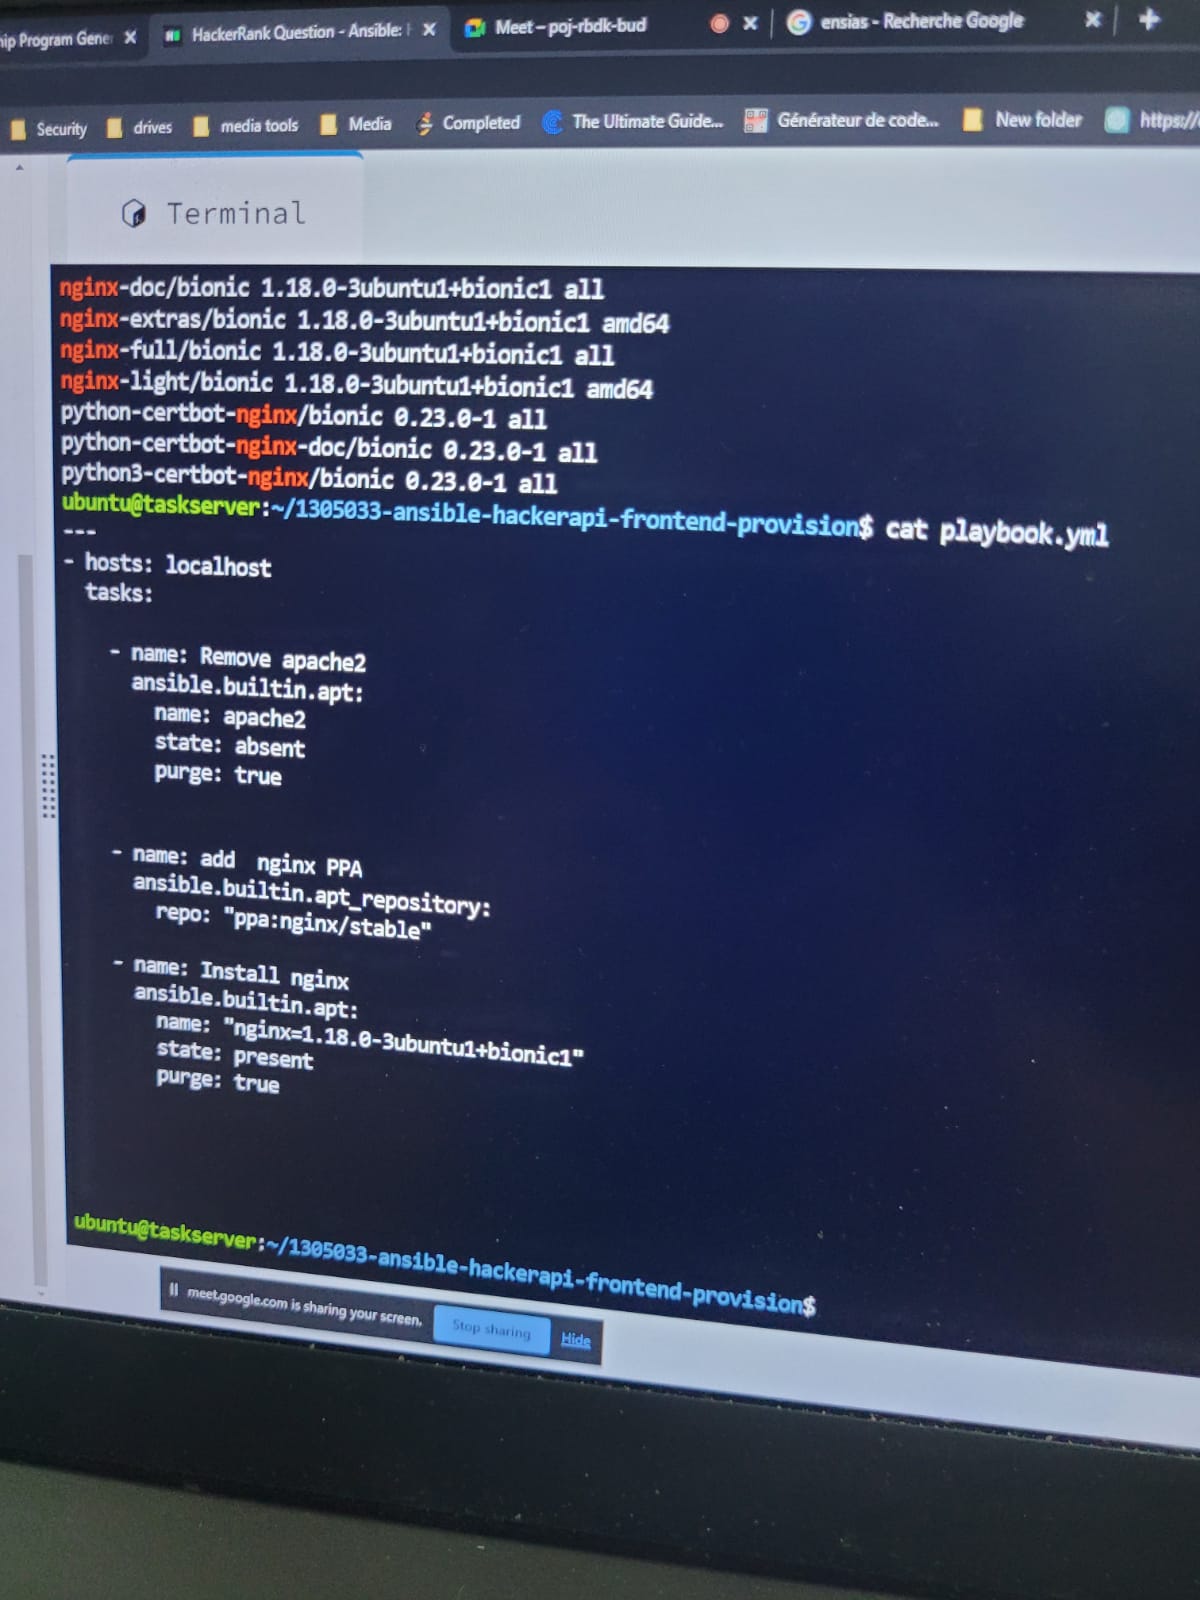 ip Program Gene
HackerRank Question - Ansible:
Meet – poj-rbdk-bud
ensias - Recherche Google
Security
drives
media tools
Media
Completed
The Ultimate Guide...
Générateur de code...
New folder
https://
Terminal
nginx-doc/bionic 1.18.0-3ubuntu1+bionic1 all
nginx-extras/bionic 1.18.0-3ubuntu1+bionic1 amd64
nginx-full/bionic 1.18.0-3ubuntu1+bionic1 all
nginx-light/bionic 1.18.0-3ubuntu1+bionic1 amd64
python-certbot-nginx/bionic 0.23.0-1 all
python-certbot-nginx-doc/bionic 0.23.0-1 all
python3-certbot-nginx/bionic 0.23.0-1 all
ubuntu@taskserver:~/1305033-ansible-hackerapi-frontend-provision$ cat playbook.yml
---
- hosts: localhost
  tasks:
    - name: Remove apache2
      ansible.builtin.apt:
        name: apache2
        state: absent
        purge: true
    - name: add  nginx PPA
      ansible.builtin.apt_repository:
        repo: "ppa:nginx/stable"
    - name: Install nginx
      ansible.builtin.apt:
        name: "nginx=1.18.0-3ubuntu1+bionic1"
        state: present
        purge: true
ubuntu@taskserver:~/1305033-ansible-hackerapi-frontend-provision$
meet.google.com is sharing your screen.
Stop sharing
Hide